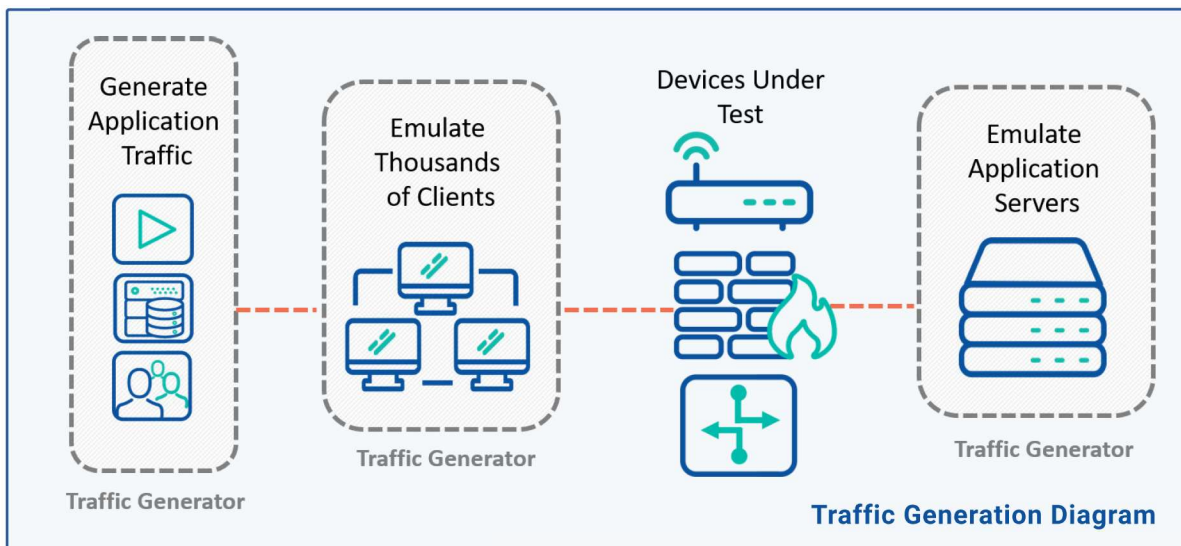 Generate
Application
Traffic
Traffic Generator
Emulate
Thousands
of Clients
Traffic Generator
Devices Under
Test
Emulate
Application
Servers
Traffic Generator
Traffic Generation Diagram